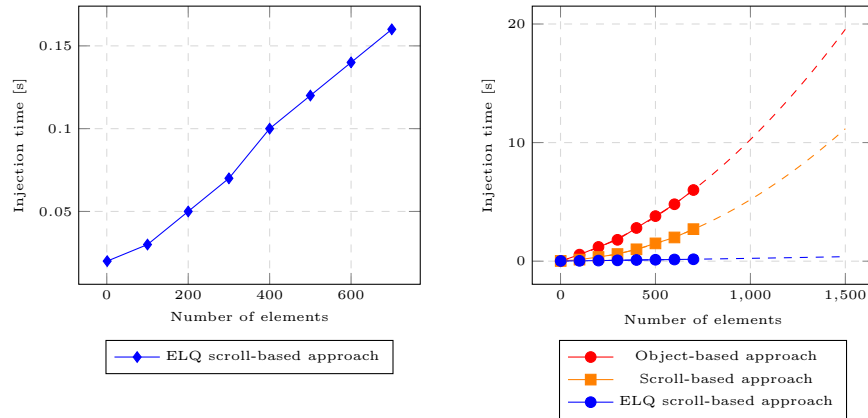 0.15
0.1
0.05
Injection time [s]
0
200
400
600
Number of elements
ELQ scroll-based approach
20
10
0
Injection time [s]
0
500
1,000
1,500
Number of elements
Object-based approach
Scroll-based approach
ELQ scroll-based approach